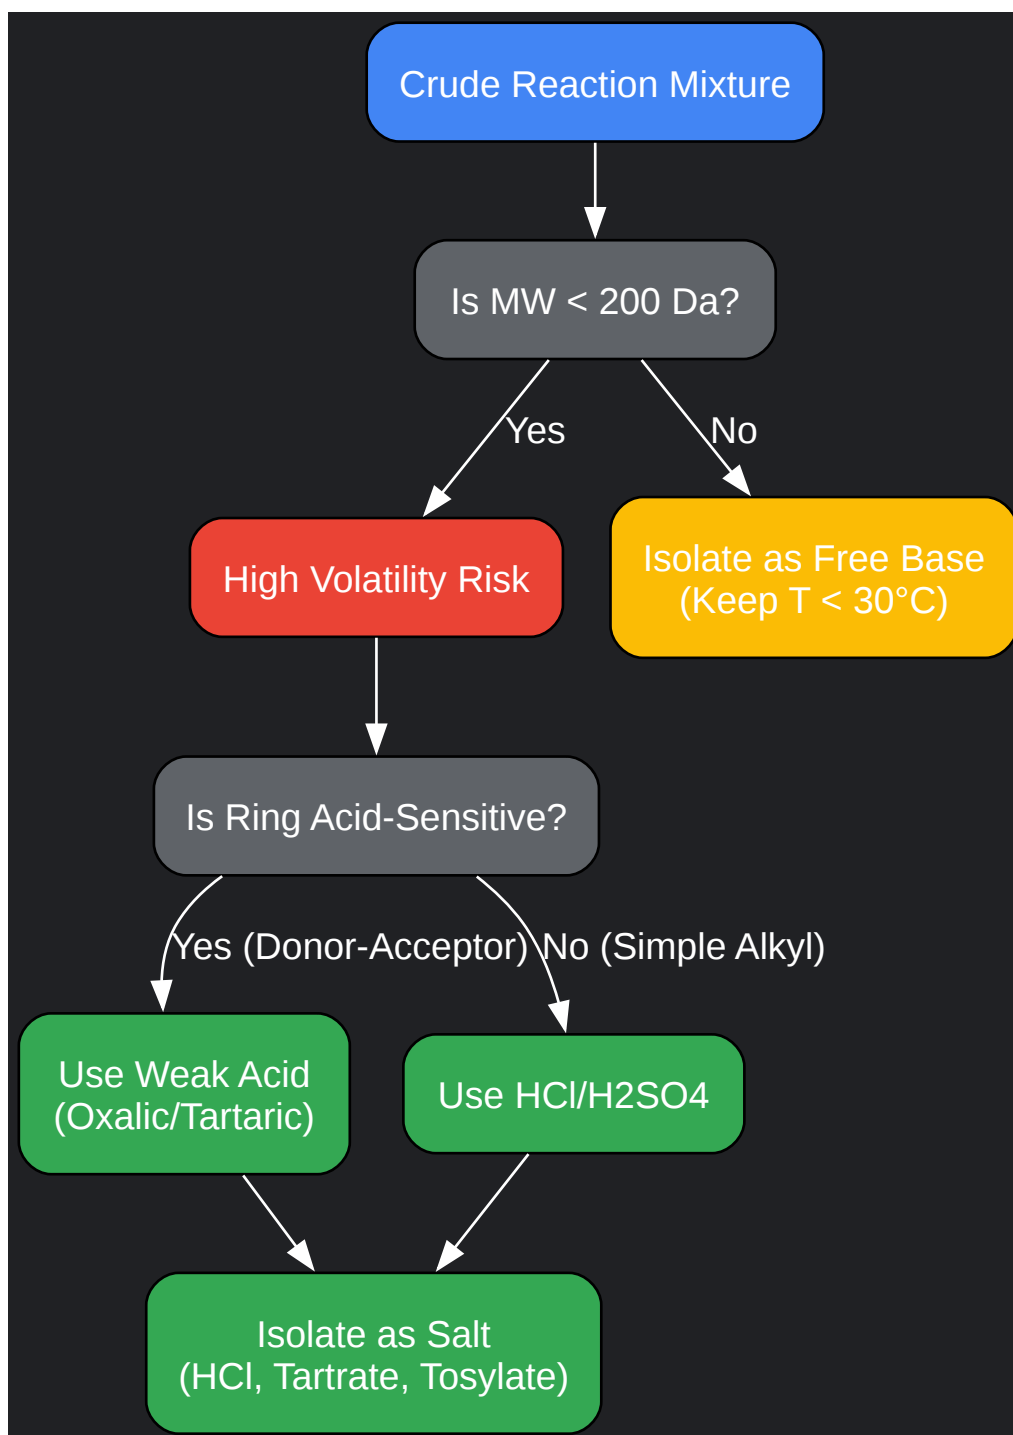 Crude Reaction Mixture
Is MW < 200 Da?
Yes
No
High Volatility Risk
Isolate as Free Base
(Keep T < 30°C)
Is Ring Acid-Sensitive?
Yes (Donor-Acceptor)
No (Simple Alkyl)
Use Weak Acid
(Oxalic/Tartaric)
Use HCl/H2SO4
Isolate as Salt
(HCl, Tartrate, Tosylate)